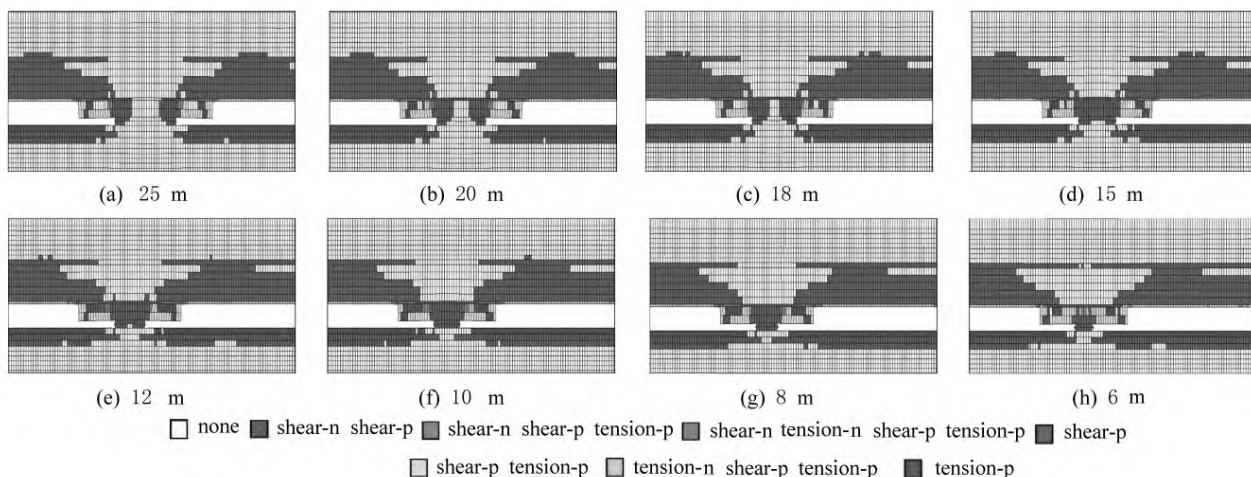 (a) 25 m
(b) 20 m
(c) 18 m
(d) 15 m
(e) 12 m
(f) 10 m
(g) 8 m
(h) 6 m
none shear-n shear-p shear-n shear-p tension-p shear-n tension-n shear-p tension-p shear-p
shear-p tension-p tension-n shear-p tension-p tension-p